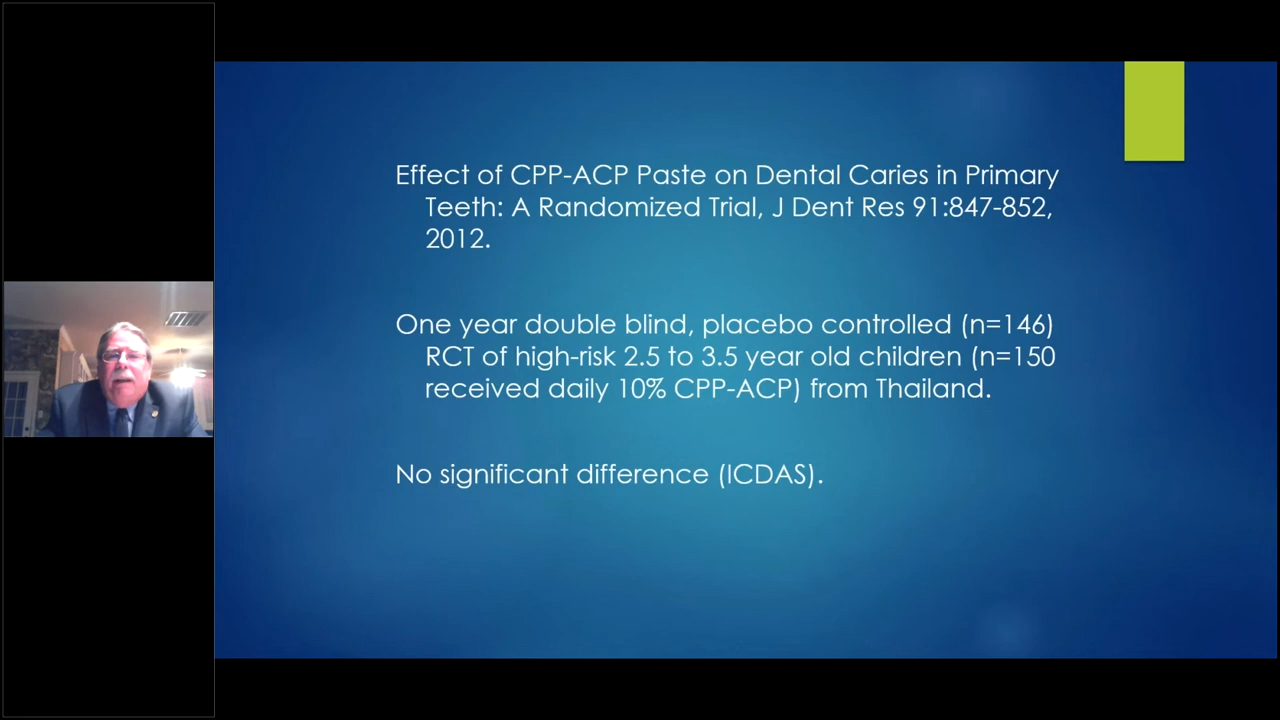 Effect of CPP-ACP Paste on Dental Caries in Primary
Teeth: A Randomized Trial, J Dent Res 91:847-852,
2012.
One year double blind, placebo controlled (n=146)
RCT of high-risk 2.5 to 3.5 year old children (n=150
received daily 10% CPP-ACP) from Thailand.
No significant difference (ICDAS).